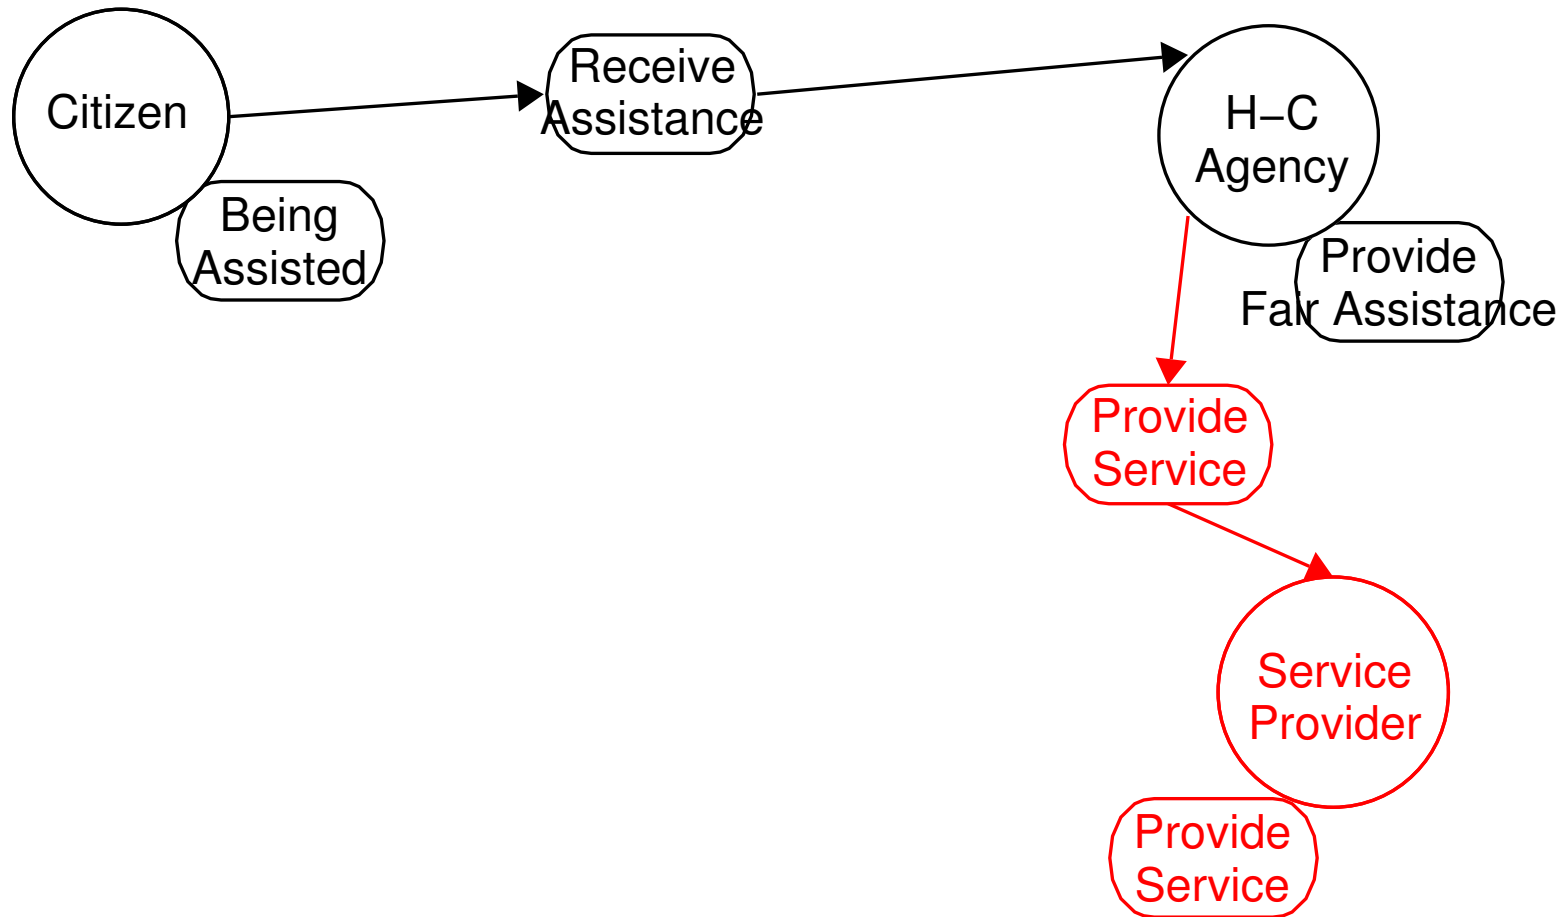 Citizen
Being
Assisted
Receive
Assistance
H–C
Agency
Provide
Fair Assistance
Provide
Service
Service
Provider
Provide
Service